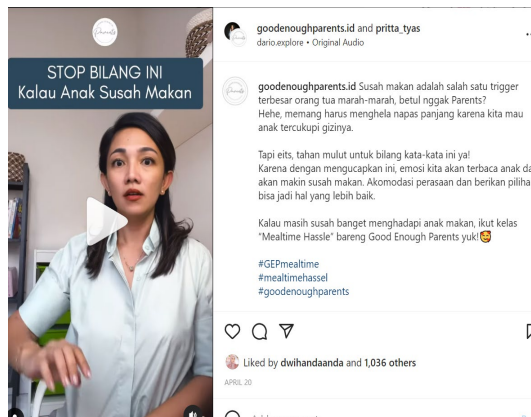 Parents
STOP BILANG INI
Kalau Anak Susah Makan
goodenoughparents.id and pritta_tyas
dario.explore • Original Audio
goodenoughparents.id Susah makan adalah salah satu trigger
terbesar orang tua marah-marah, betul nggak Parents?
Hehe, memang harus menghela napas panjang karena kita mau
anak tercukupi gizinya.
Tapi eits, tahan mulut untuk bilang kata-kata ini ya!
Karena dengan mengucapkan ini, emosi kita akan terbaca anak da
akan makin susah makan. Akomodasi perasaan dan berikan piliha
bisa jadi hal yang lebih baik.
Kalau masih susah banget menghadapi anak makan, ikut kelas
"Mealtime Hassle" bareng Good Enough Parents yuk!🥰
#GEPmealtime
#mealtimehassel
#goodenoughparents
Liked by dwihandaanda and 1,036 others
APRIL 20